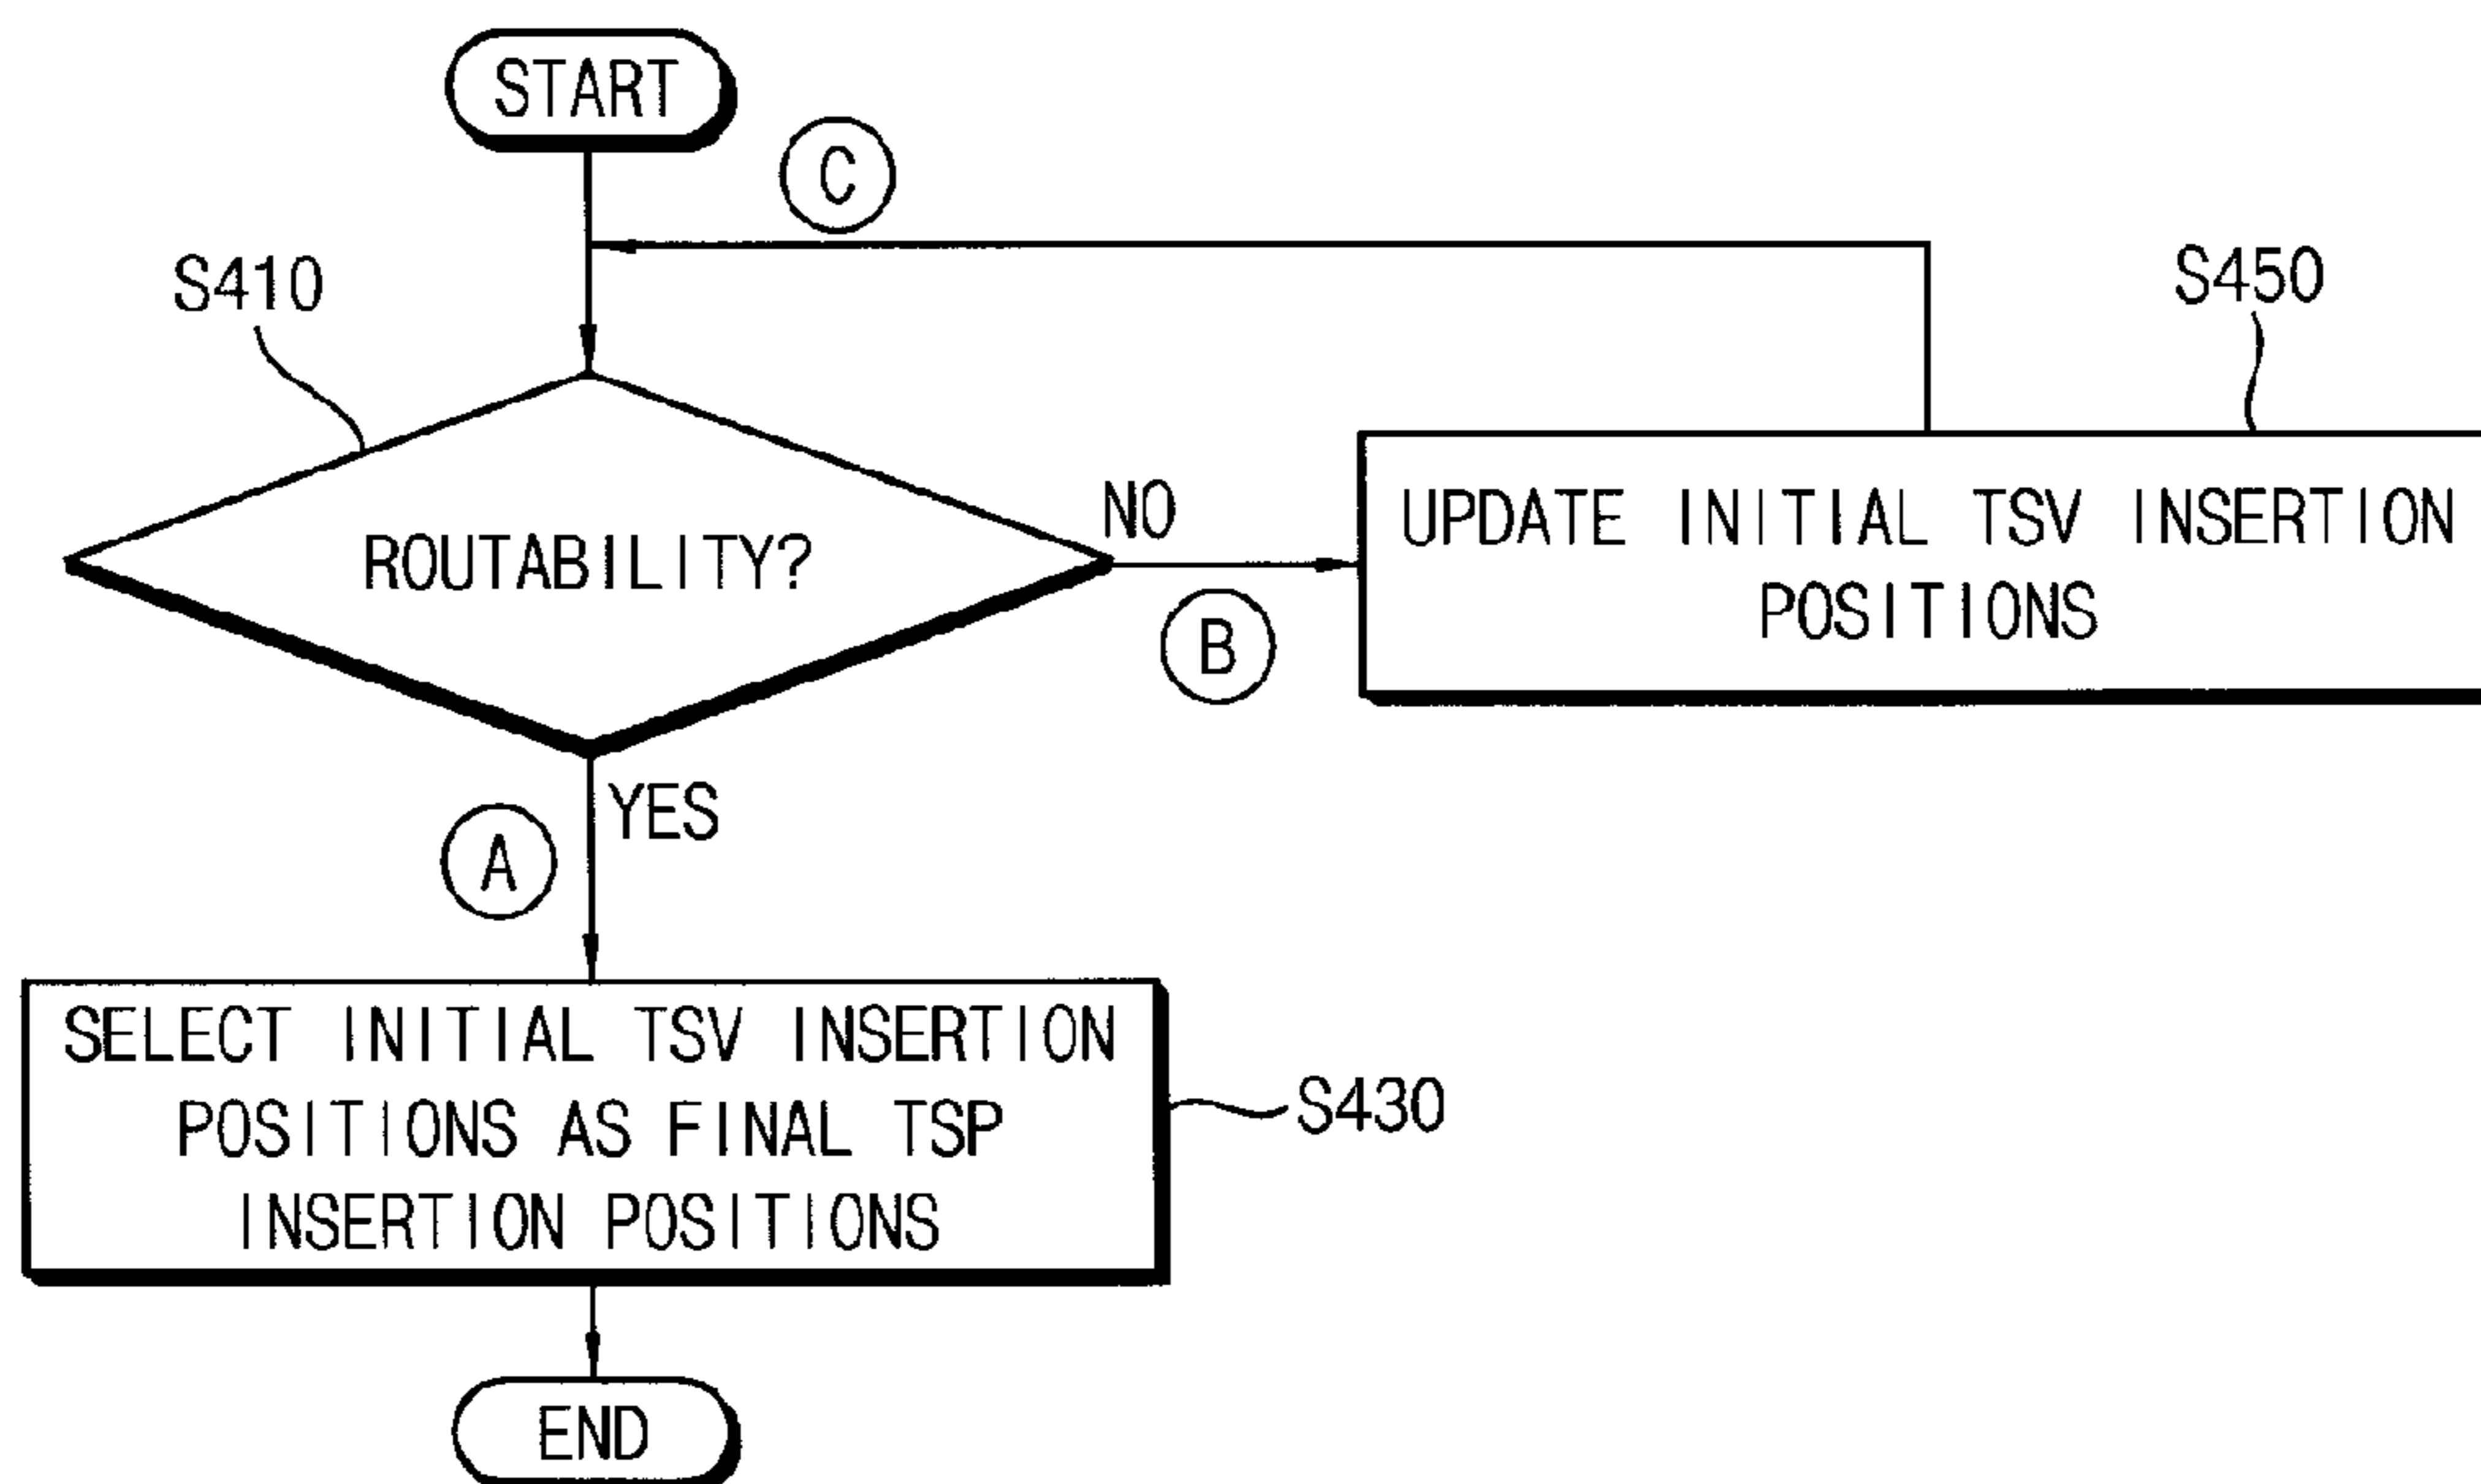 START
C
S410
S450
ROUTABILITY?
NO
B
UPDATE INITIAL TSV INSERTION
POSITIONS
YES
A
SELECT INITIAL TSV INSERTION
POSITIONS AS FINAL TSP
INSERTION POSITIONS
S430
END